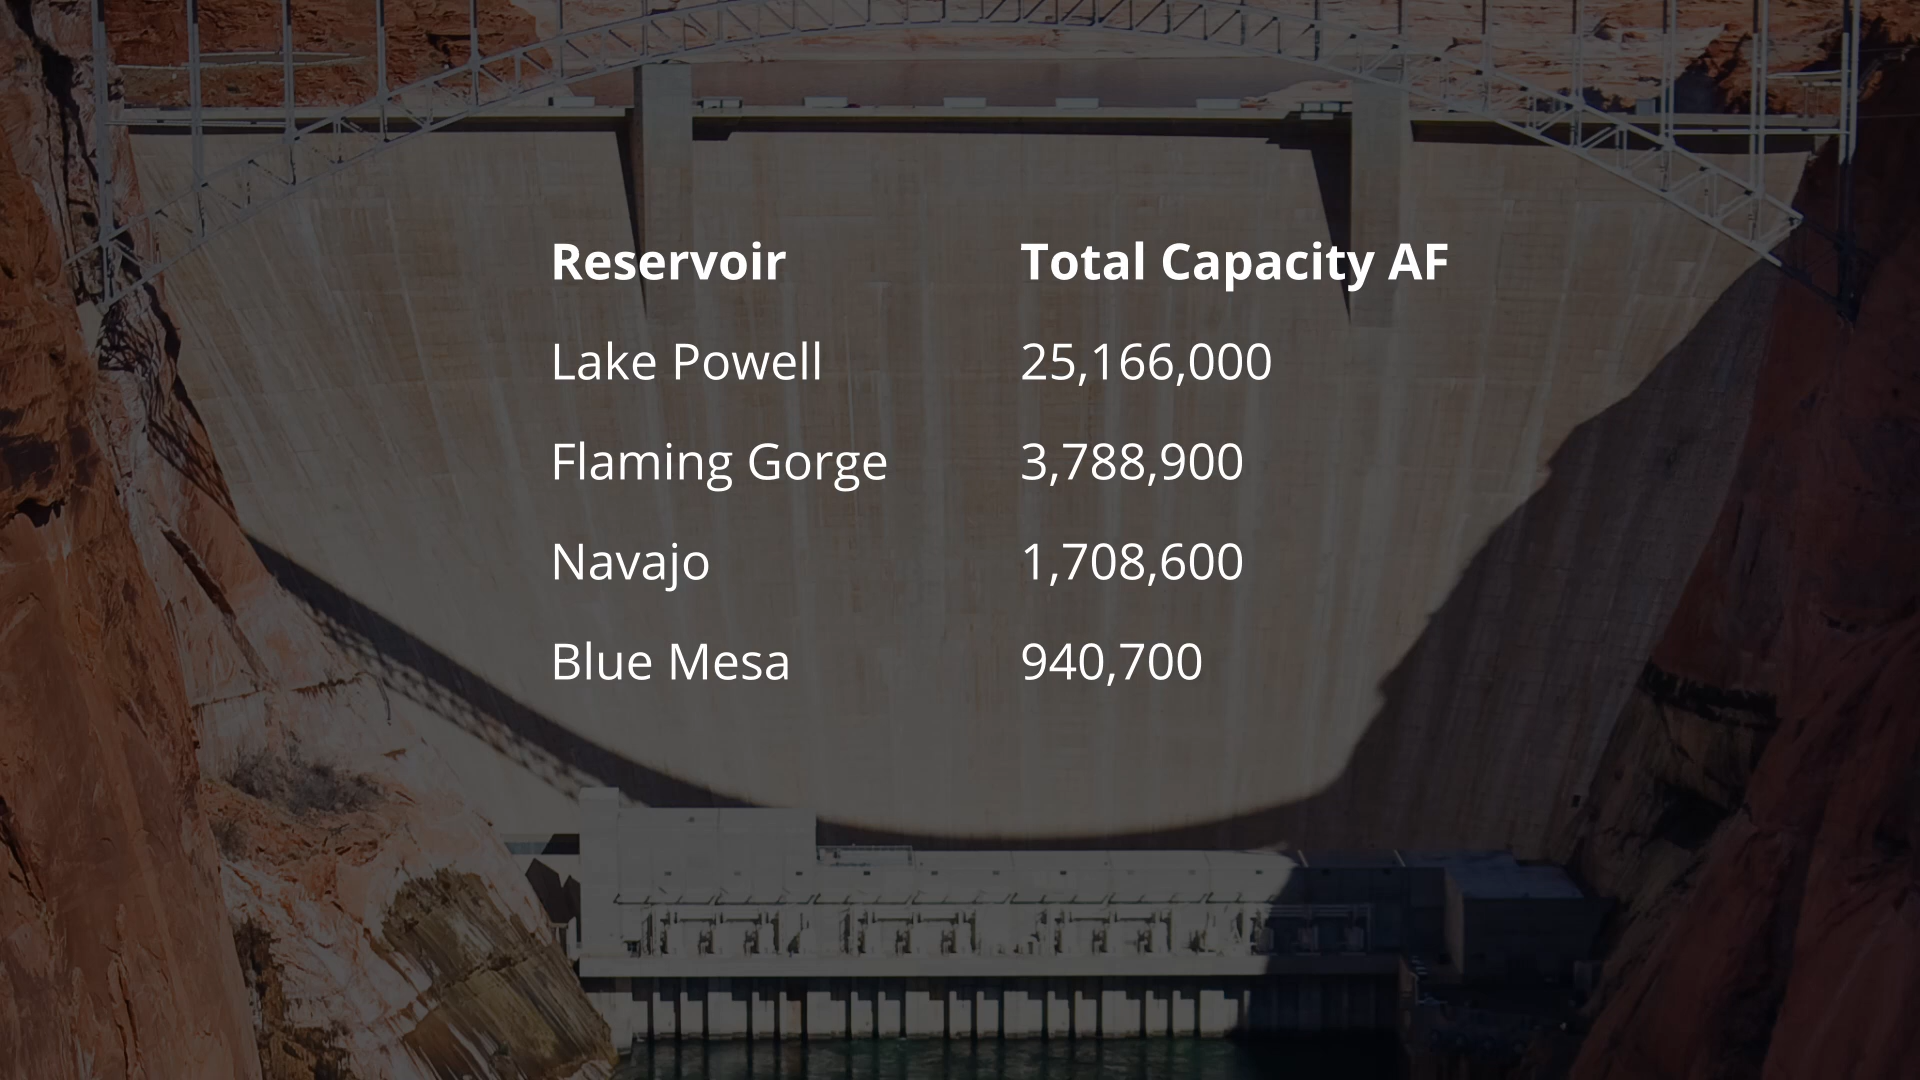 Reservoir Total Capacity AF
Lake Powell 25,166,000
Flaming Gorge 3,788,900
Navajo 1,708,600
Blue Mesa 940,700